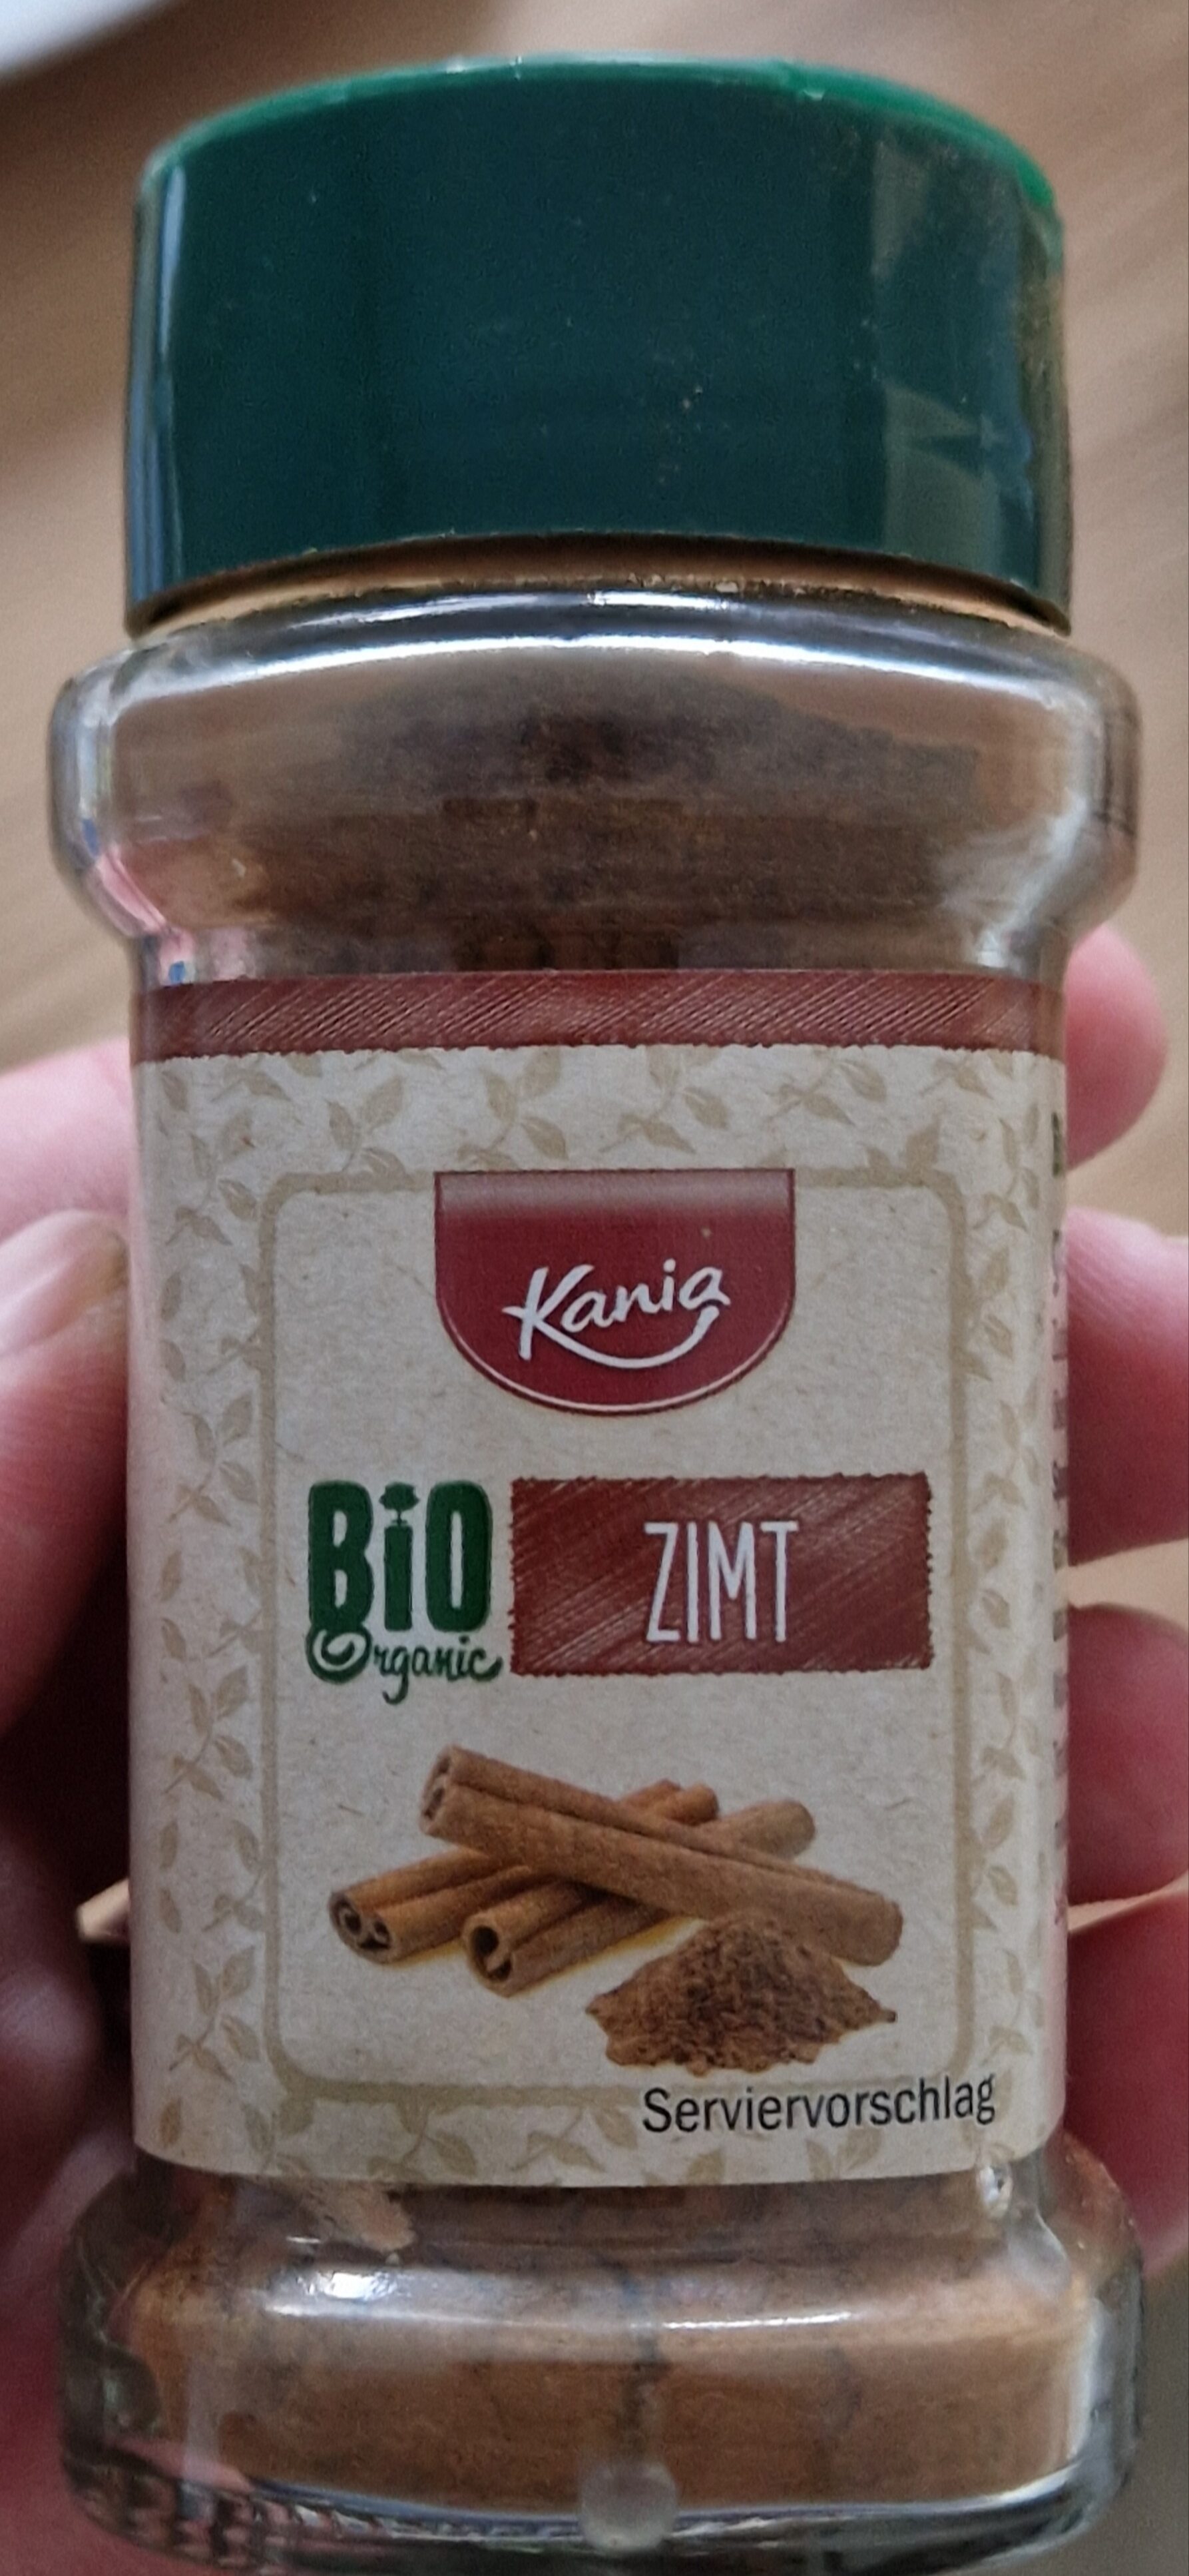 Kania
BiO
Organic
ZIMT
Serviervorschlag